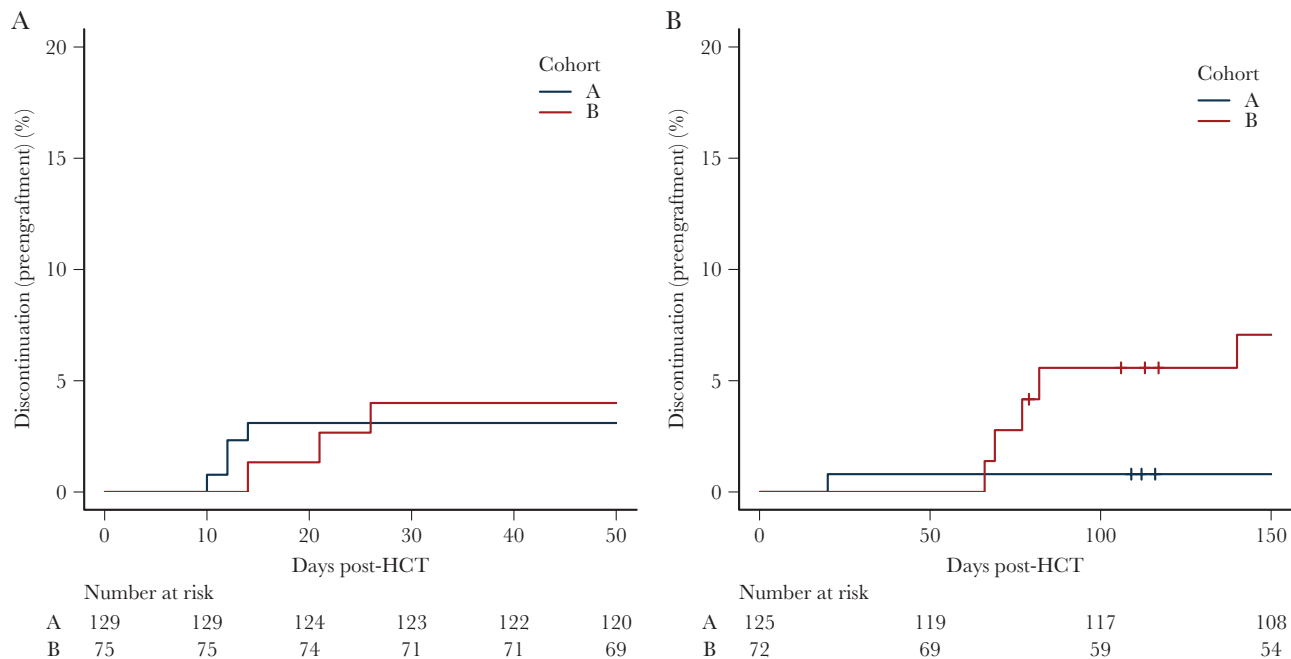 A
Discontinuation (preengraftment) (%)
20
15
10
5
0
Cohort
A
B
0 10 20 30 40 50
Days post-HCT
Number at risk
A 129 129 124 123 122 120
B 75 75 74 71 71 69
B
Discontinuation (preengraftment) (%)
20
15
10
5
0
Cohort
A
B
0 50 100 150
Days post-HCT
Number at risk
A 125 119 117 108
B 72 69 59 54